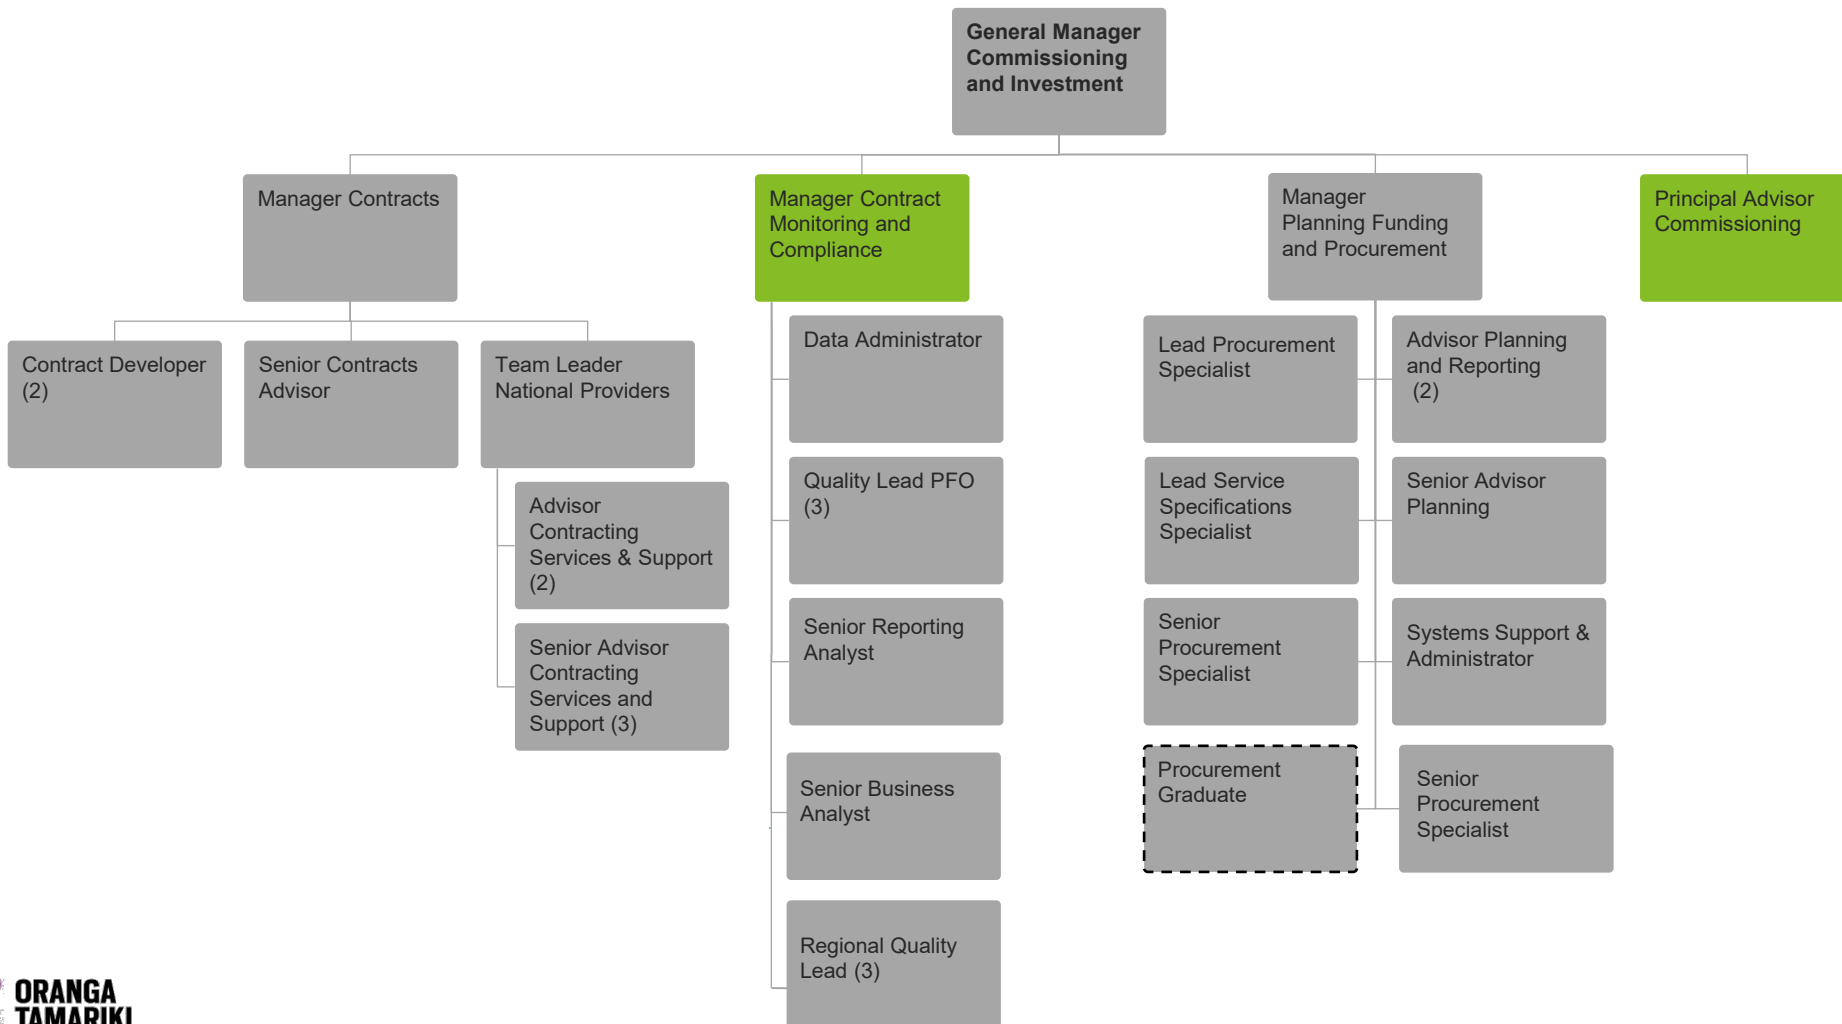 General Manager
Commissioning
and Investment
Manager Contracts
Manager Contract
Monitoring and
Compliance
Manager
Planning Funding
and Procurement
Principal Advisor
Commissioning
Contract Developer
(2)
Senior Contracts
Advisor
Team Leader
National Providers
Advisor
Contracting
Services & Support
(2)
Senior Advisor
Contracting
Services and
Support (3)
Data Administrator
Quality Lead PFO
(3)
Senior Reporting
Analyst
Senior Business
Analyst
Regional Quality
Lead (3)
Lead Procurement
Specialist
Advisor Planning
and Reporting
(2)
Lead Service
Specifications
Specialist
Senior Advisor
Planning
Senior
Procurement
Specialist
Systems Support &
Administrator
Procurement
Graduate
Senior
Procurement
Specialist
ORANGA
TAMARIKI